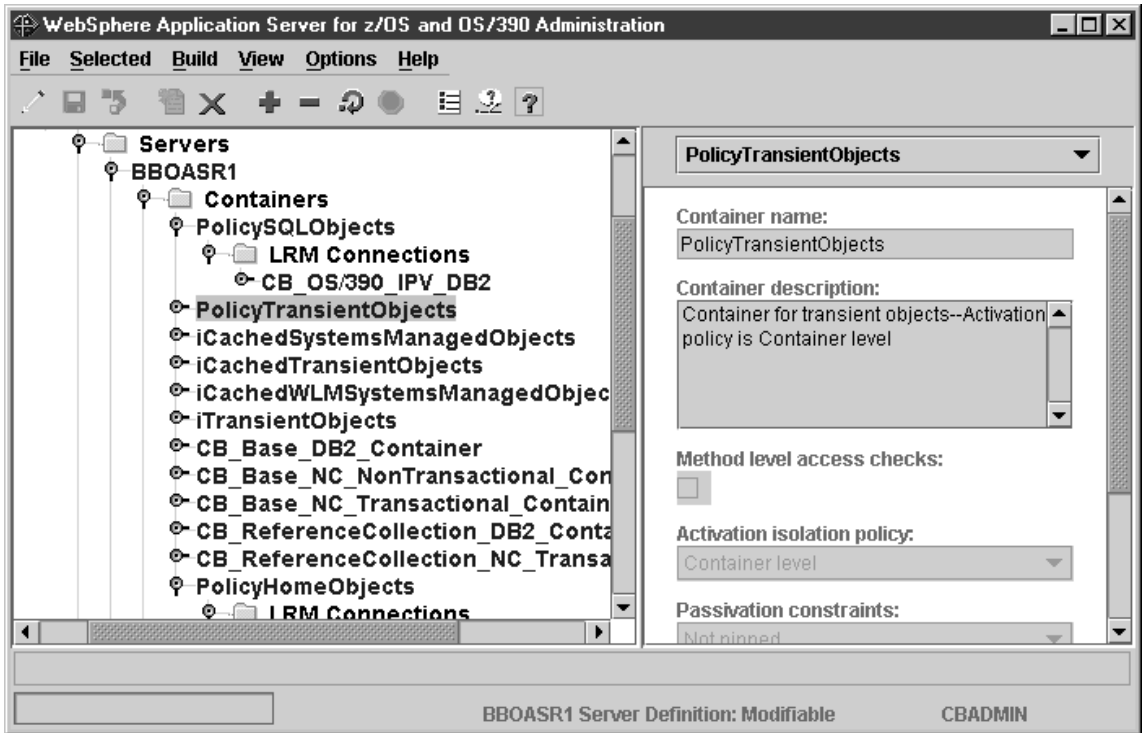 WebSphere Application Server for z/OS and OS/390 Administration
File Selected Build View Options Help
Servers
BBOASR1
Containers
PolicySQLObjects
LRM Connections
CB_OS/390_IPV_DB2
PolicyTransientObjects
iCachedSystemsManagedObjects
iCachedTransientObjects
iCachedWLMSystemsManagedObjec
iTransientObjects
CB_Base_DB2_Container
CB_Base_NC_NonTransactional_Con
CB_Base_NC_Transactional_Contain
CB_ReferenceCollection_DB2_Conta
CB_ReferenceCollection_NC_Transa
PolicyHomeObjects
LRM Connections
PolicyTransientObjects
Container name:
PolicyTransientObjects
Container description:
Container for transient objects--Activation
policy is Container level
Method level access checks:
Activation isolation policy:
Container level
Passivation constraints:
Not pinned
BBOASR1 Server Definition: Modifiable CBADMIN